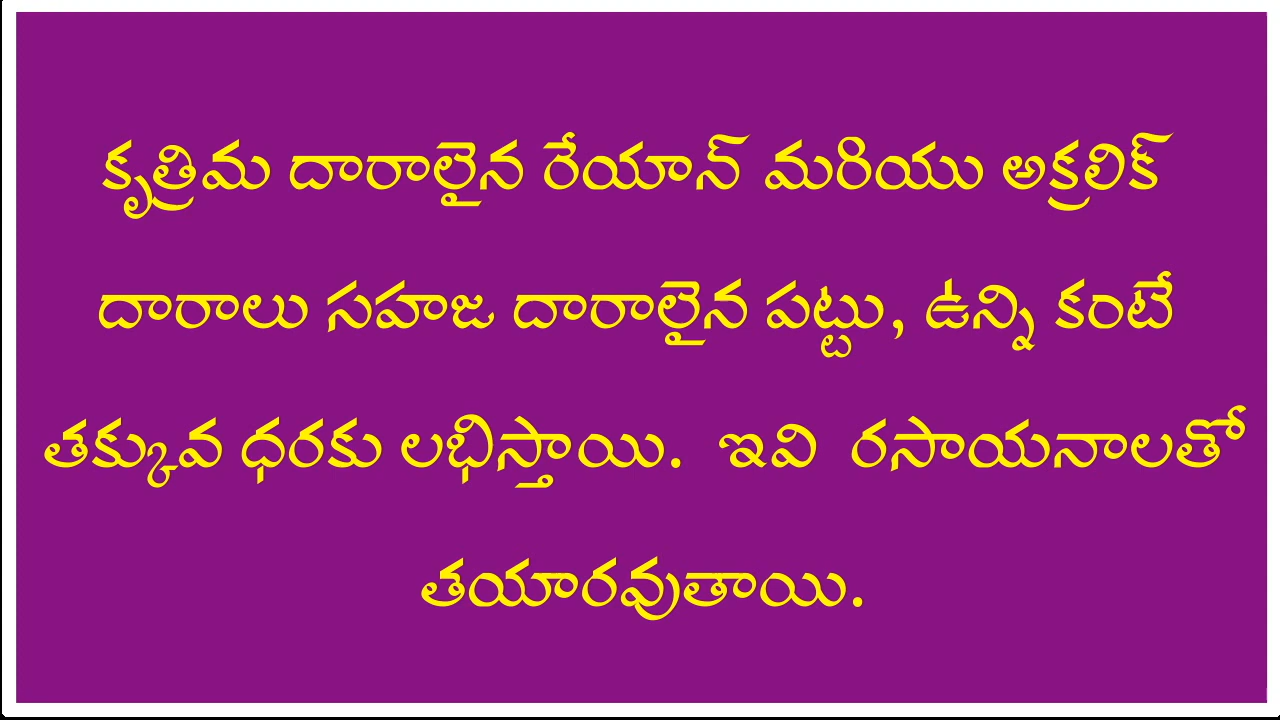 కృత్రిమ దారాలైన రేయాన్ మరియు అక్రలిక్
దారాలు సహజ దారాలైన పట్టు, ఉన్ని కంటే
తక్కువ ధరకు లభిస్తాయి. ఇవి రసాయనాలతో
తయారవుతాయి.